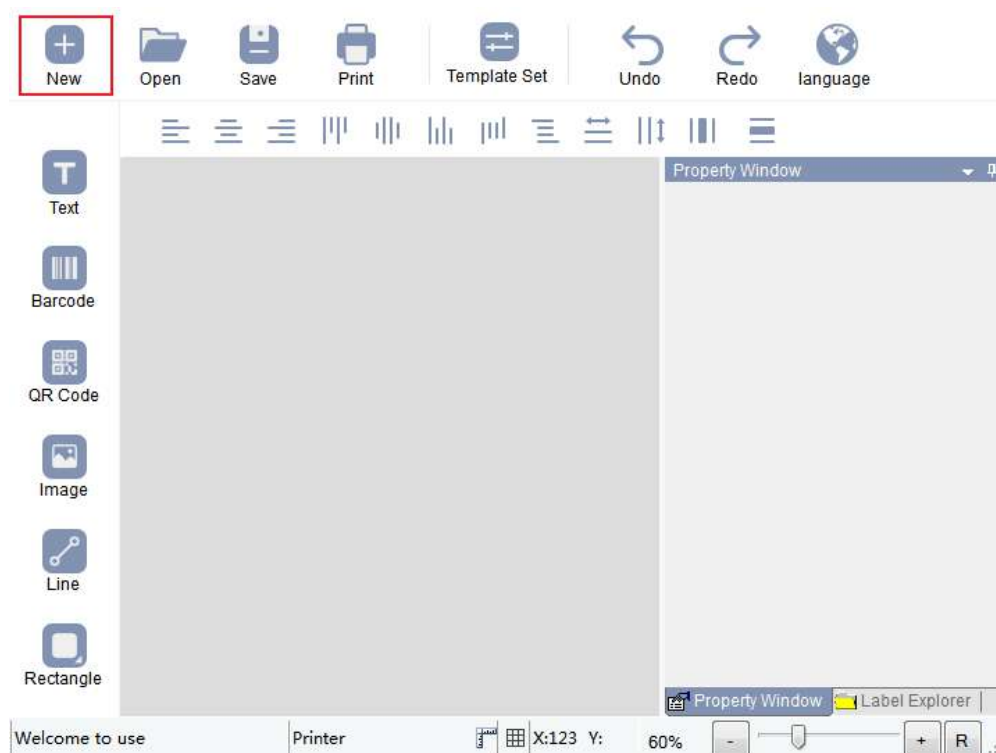 New Open Save Print Template Set Undo Redo language
Text
Barcode
QR Code
Image
Line
Rectangle
Property Window
Property Window Label Explorer
Welcome to use Printer X:123 Y: 60% - + R